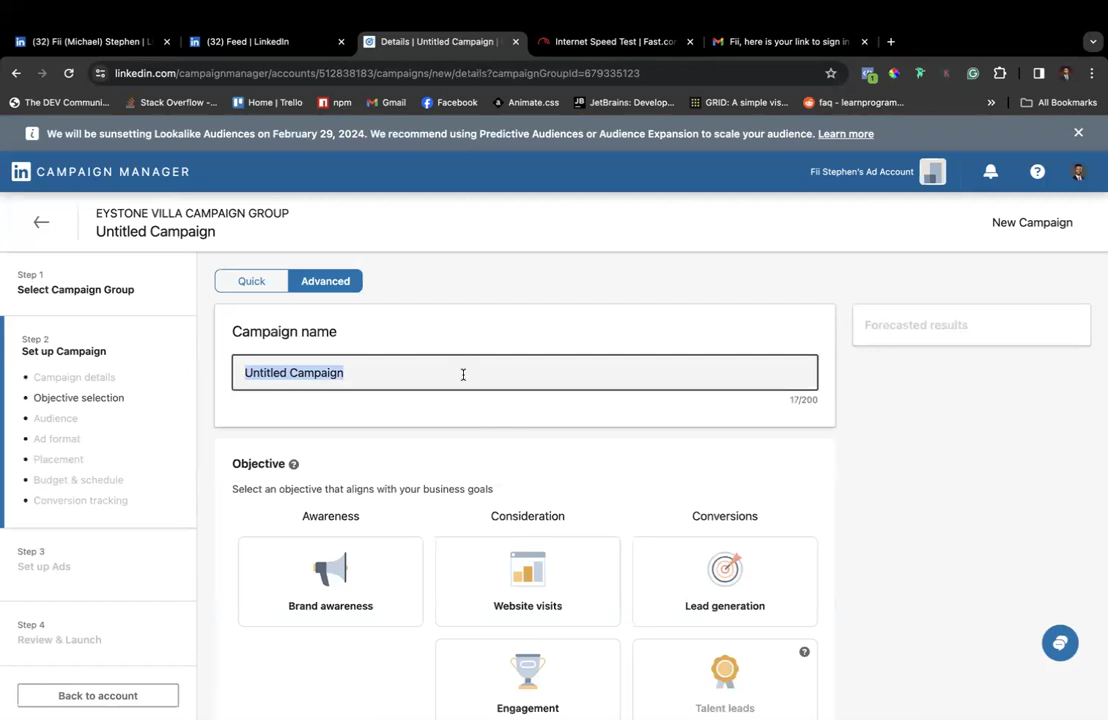 (32) Fii (Michael) Stephen | L
(32) Feed | LinkedIn
Details | Untitled Campaign |
Internet Speed Test | Fast.com
Fii, here is your link to sign in
linkedin.com/campaignmanager/accounts/512838183/campaigns/new/details?campaignGroupId=679335123
The DEV Communi...
Stack Overflow -...
Home | Trello
npm
Gmail
Facebook
Animate.css
JetBrains: Develop...
GRID: A simple vis...
faq - learnprogram...
»
All Bookmarks
We will be sunsetting Lookalike Audiences on February 29, 2024. We recommend using Predictive Audiences or Audience Expansion to scale your audience. Learn more
in CAMPAIGN MANAGER
Fii Stephen's Ad Account
EYSTONE VILLA CAMPAIGN GROUP
Untitled Campaign
New Campaign
Step 1
Select Campaign Group
Step 2
Set up Campaign
Campaign details
Objective selection
Audience
Ad format
Placement
Budget & schedule
Conversion tracking
Step 3
Set up Ads
Step 4
Review & Launch
Back to account
Quick
Advanced
Campaign name
Untitled Campaign
17/200
Forecasted results
Objective
Select an objective that aligns with your business goals
Awareness
Consideration
Conversions
Brand awareness
Website visits
Lead generation
Engagement
Talent leads